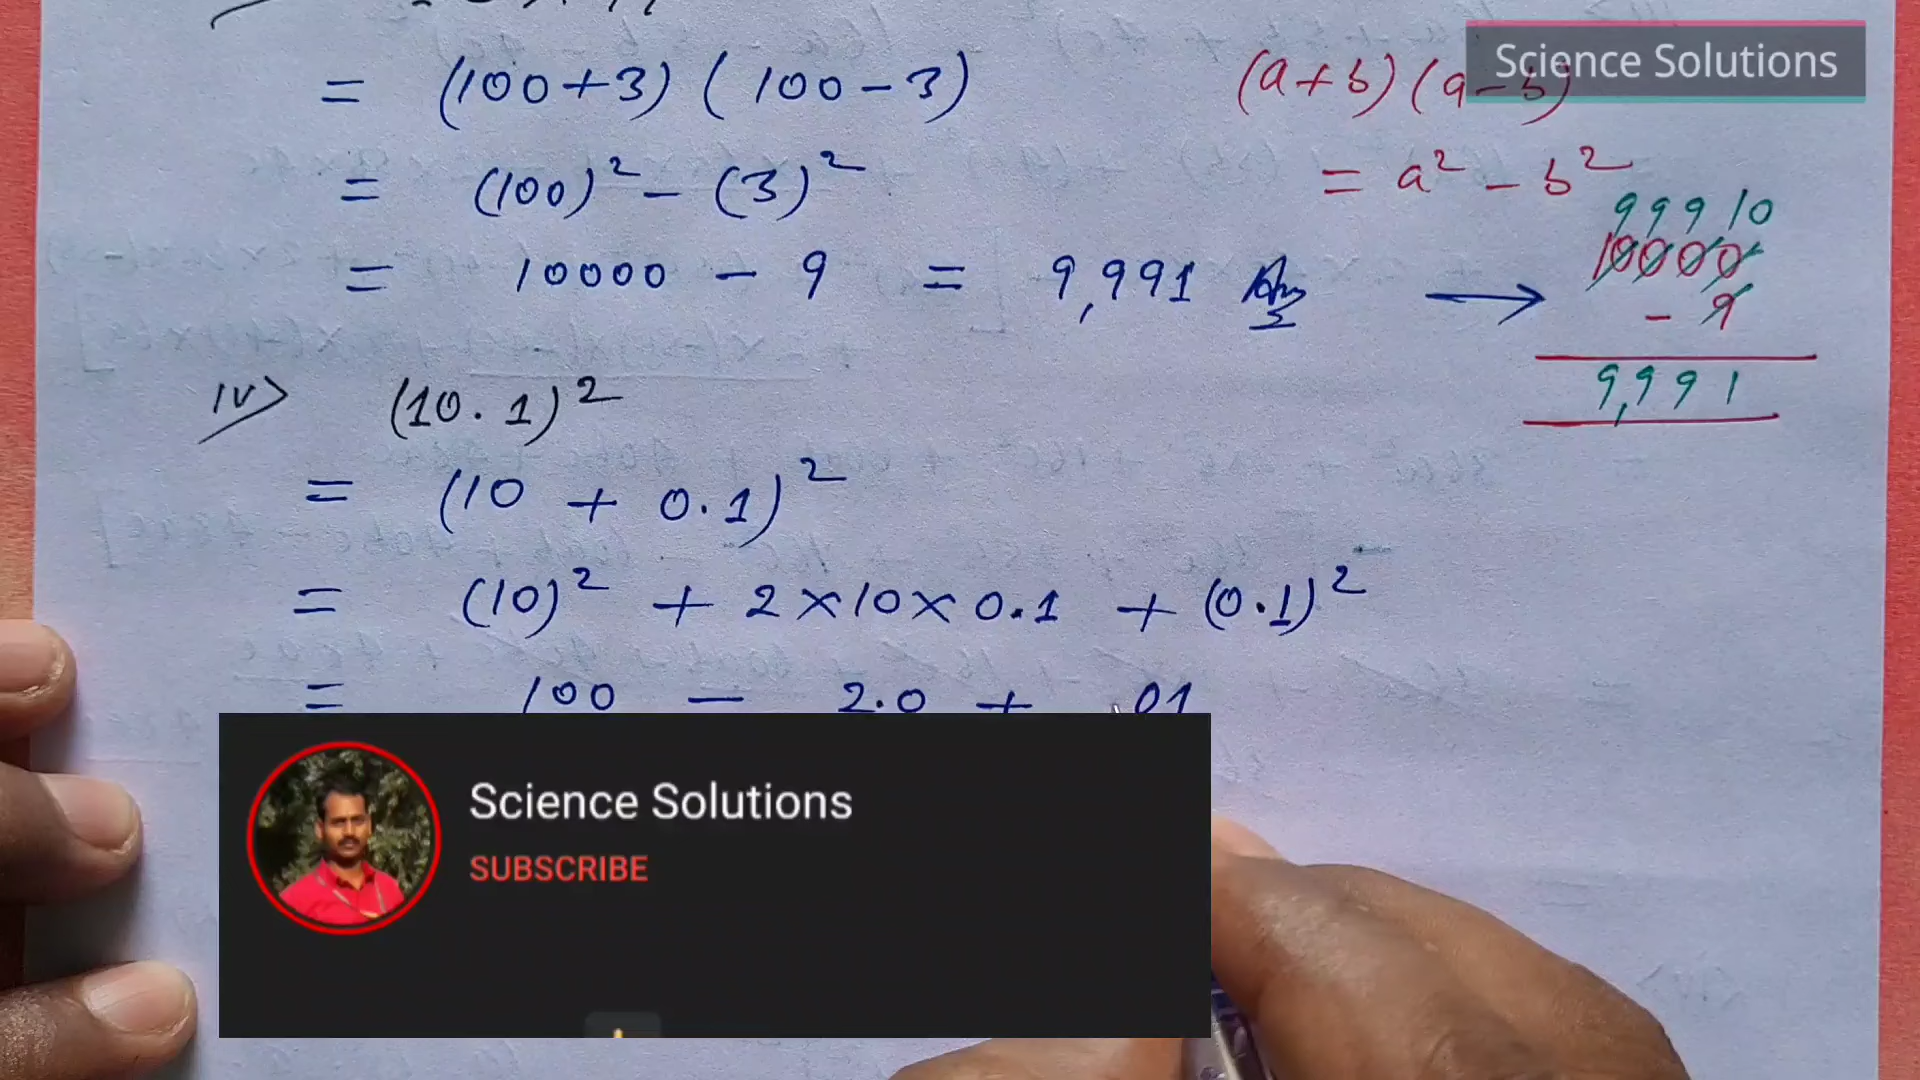 Science Solutions
= (100+3) (100-3)
(a+b) (a-b)
= (100)² - (3)²
= a² - b²
= 10000 - 9 = 9,991 Ans
→
9 9 9 10
10000
- 9
9,991
iv> (10.1)²
= (10 + 0.1)²
= (10)² + 2×10×0.1 + (0.1)²
= 100 - 2.0 + .01
Science Solutions
SUBSCRIBE